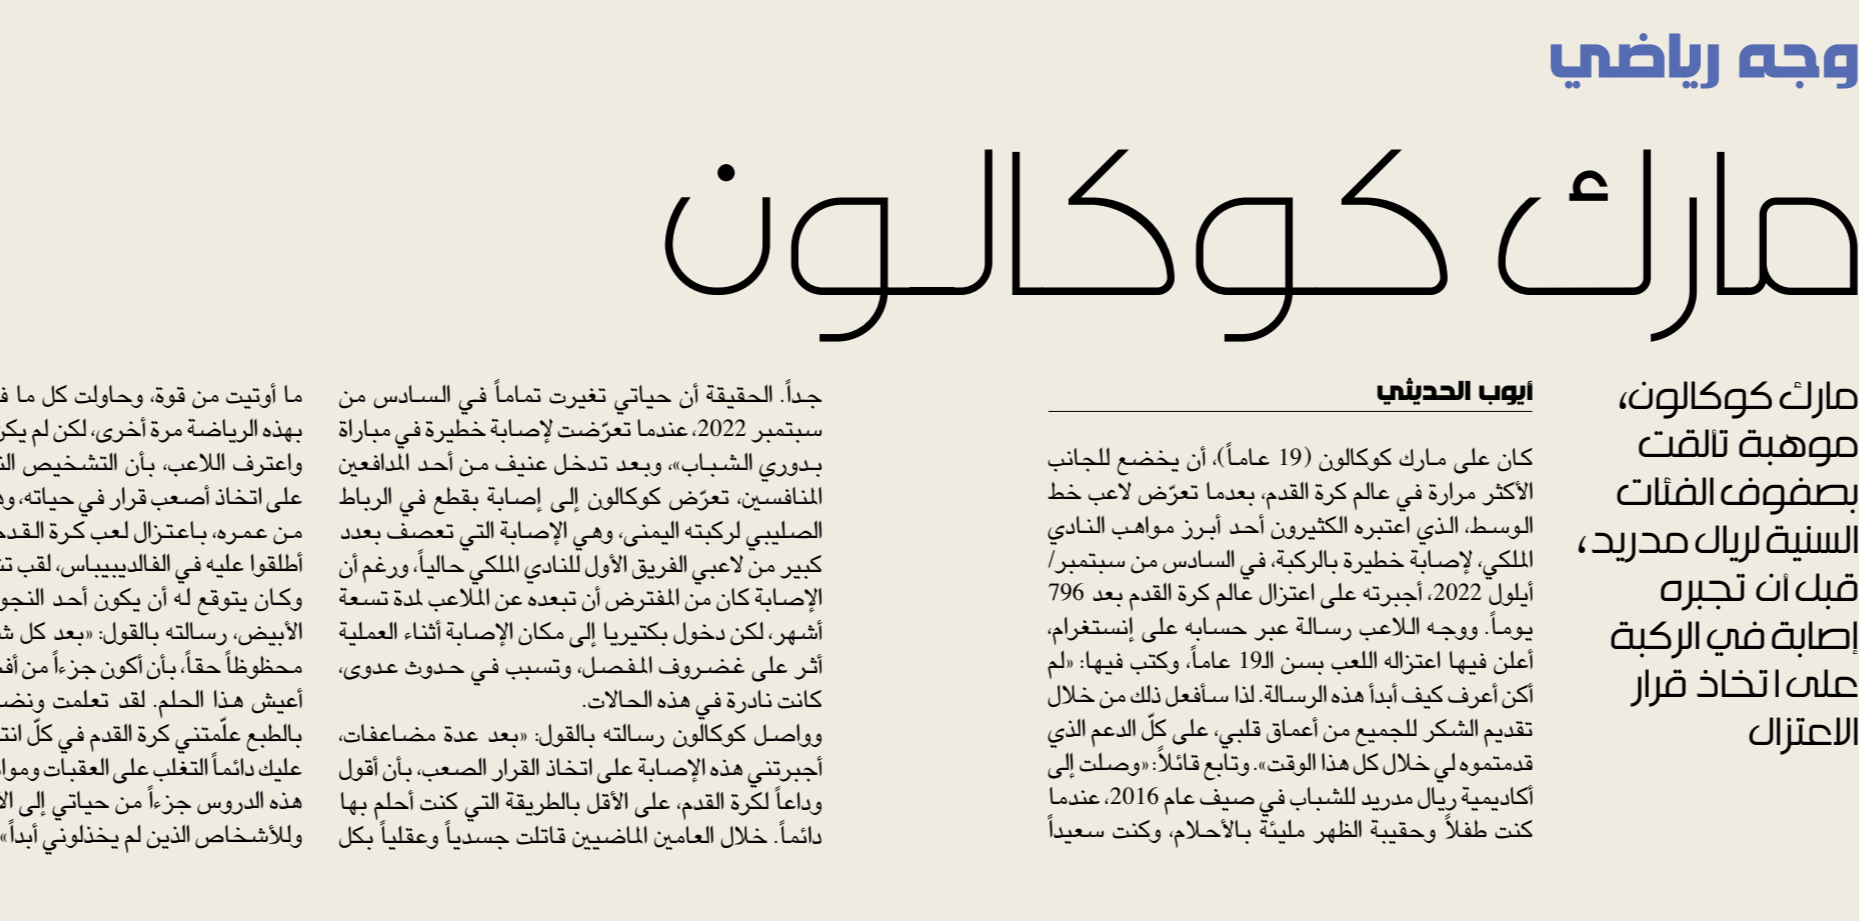 وجه رياضي
مارك كوكالون
مارك كوكالون،
موهبة تألقت
بصفوف الفئات
السنية لريال مدريد،
قبل أن تجبره
إصابة في الركبة
على اتخاذ قرار
الاعتزال
أيوب الحديثي
كان على مارك كوكالون (19 عاماً)، أن يخضع للجانب
الأكثر مرارة في عالم كرة القدم، بعدما تعرّض لاعب خط
الوسط، الذي اعتبره الكثيرون أحد أبرز مواهب النادي
الملكي، لإصابة خطيرة بالركبة، في السادس من سبتمبر/
أيلول 2022، أجبرته على اعتزال عالم كرة القدم بعد 796
يوماً. ووجه اللاعب رسالة عبر حسابه على إنستغرام،
أعلن فيها اعتزاله اللعب بسن الـ19 عاماً، وكتب فيها: «لم
أكن أعرف كيف أبدأ هذه الرسالة. لذا سأفعل ذلك من خلال
تقديم الشكر للجميع من أعماق قلبي، على كلّ الدعم الذي
قدمتموه لي خلال كل هذا الوقت». وتابع قائلاً: «وصلت إلى
أكاديمية ريال مدريد للشباب في صيف عام 2016، عندما
كنت طفلاً وحقيبة الظهر مليئة بالأحلام، وكنت سعيداً
جداً. الحقيقة أن حياتي تغيرت تماماً في السادس من
سبتمبر 2022، عندما تعرّضت لإصابة خطيرة في مباراة
بدوري الشباب»، وبعد تدخل عنيف من أحد المدافعين
المنافسين، تعرّض كوكالون إلى إصابة بقطع في الرباط
الصليبي لركبته اليمنى، وهي الإصابة التي تعصف بعدد
كبير من لاعبي الفريق الأول للنادي الملكي حالياً، ورغم أن
الإصابة كان من المفترض أن تبعده عن الملاعب لمدة تسعة
أشهر، لكن دخول بكتيريا إلى مكان الإصابة أثناء العملية
أثر على غضروف المفصل، وتسبب في حدوث عدوى،
كانت نادرة في هذه الحالات.
وواصل كوكالون رسالته بالقول: «بعد عدة مضاعفات،
أجبرتني هذه الإصابة على اتخاذ القرار الصعب، بأن أقول
وداعاً لكرة القدم، على الأقل بالطريقة التي كنت أحلم بها
دائماً. خلال العامين الماضيين قاتلت جسدياً وعقلياً بكل
ما أوتيت من قوة، وحاولت كل ما
بهذه الرياضة مرة أخرى، لكن لم
واعترف اللاعب، بأن التشخيص
على اتخاذ أصعب قرار في حياته،
من عمره، باعتزال لعب كرة
أطلقوا عليه في الفالديبيباس، لقب
وكان يتوقع له أن يكون أحد
الأبيض، رسالته بالقول: «بعد كل
محظوظاً حقاً، بأن أكون جزءاً من
أعيش هذا الحلم. لقد تعلمت
بالطبع علّمتني كرة القدم في كلّ
عليك دائماً التغلب على العقبات
هذه الدروس جزءاً من حياتي إلى
وللأشخاص الذين لم يخذلوني أبداً»